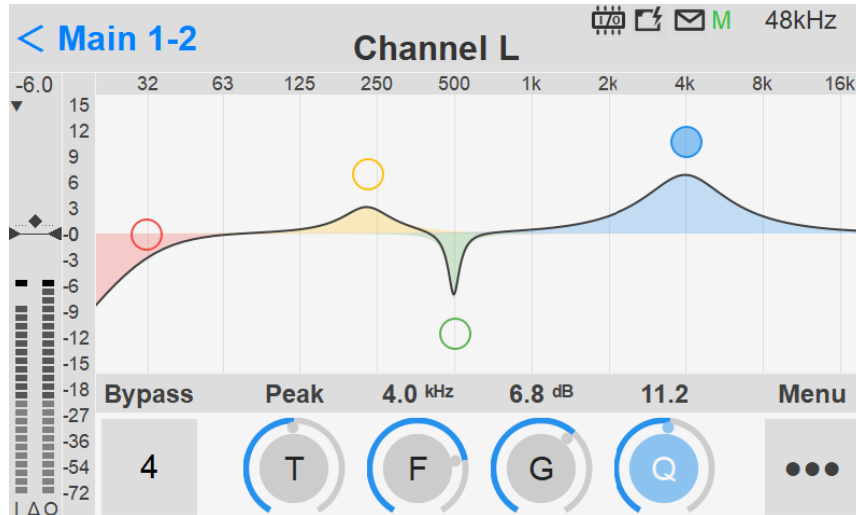 < Main 1-2
Channel L
I/O
M
48kHz
-6.0
32 63 125 250 500 1k 2k 4k 8k 16k
15
12
9
6
3
-0
-3
-6
-9
-12
-15
-18
-27
-36
-54
-72
Bypass Peak 4.0 kHz 6.8 dB 11.2 Menu
4 T F G Q •••